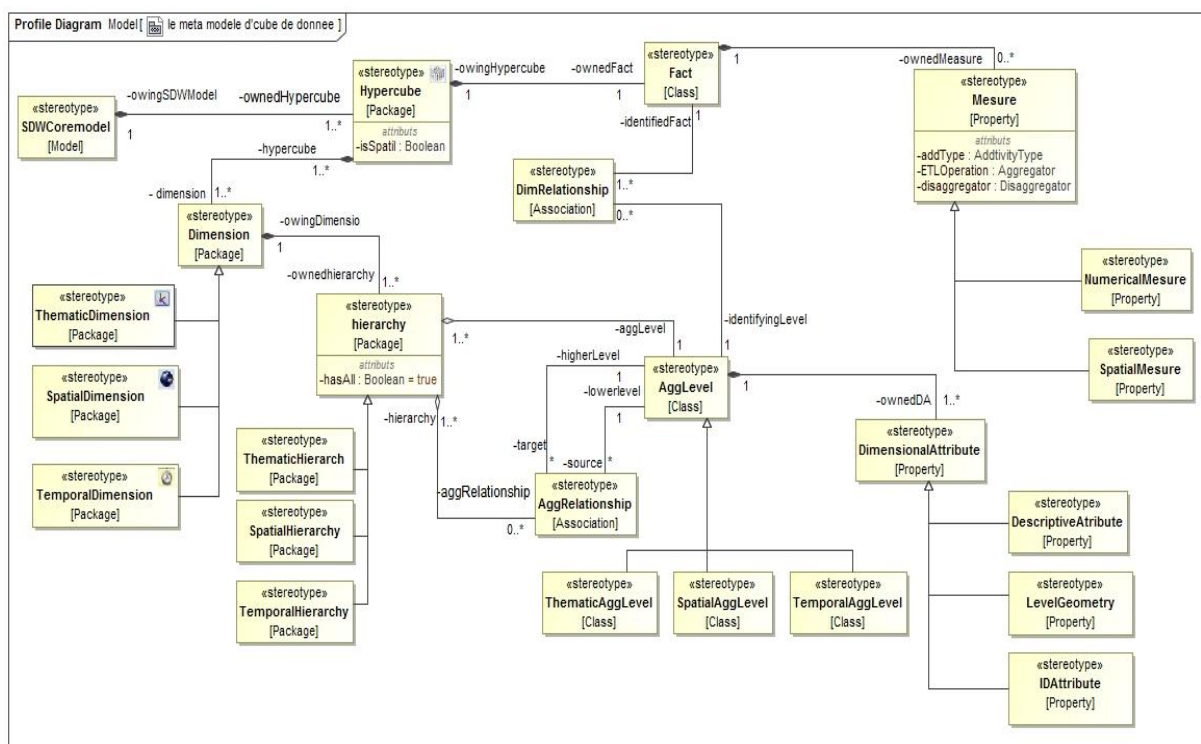 Profile Diagram Model[ le meta modele d'cube de donnee ]
«stereotype»
SDWCoremodel
[Model]
-owingSDWModel
1
-ownedHypercube
1..*
«stereotype»
Hypercube
[Package]
attributs
-isSpatil : Boolean
-owingHypercube
1
-ownedFact
1
«stereotype»
Fact
[Class]
1
-ownedMeasure
0..*
«stereotype»
Mesure
[Property]
attributs
-addType : AddtivityType
-ETLOperation : Aggregator
-disaggregator : Disaggregator
1
-identifiedFact
«stereotype»
DimRelationship
[Association]
1..*
0..*
-hypercube
1..*
- dimension
1..*
«stereotype»
Dimension
[Package]
-owingDimensio
1
-ownedhierarchy
1..*
«stereotype»
NumericalMesure
[Property]
«stereotype»
SpatialMesure
[Property]
«stereotype»
ThematicDimension
[Package]
«stereotype»
SpatialDimension
[Package]
«stereotype»
TemporalDimension
[Package]
«stereotype»
hierarchy
[Package]
attributs
-hasAll : Boolean = true
1..*
-aggLevel
1
-identifyingLevel
1
-higherLevel
1
-lowerlevel
1
«stereotype»
AggLevel
[Class]
1
-ownedDA
1..*
«stereotype»
DimensionalAttribute
[Property]
-hierarchy
1..*
-target
*
-source
*
-aggRelationship
0..*
«stereotype»
AggRelationship
[Association]
«stereotype»
ThematicHierarch
[Package]
«stereotype»
SpatialHierarchy
[Package]
«stereotype»
TemporalHierarchy
[Package]
«stereotype»
ThematicAggLevel
[Class]
«stereotype»
SpatialAggLevel
[Class]
«stereotype»
TemporalAggLevel
[Class]
«stereotype»
DescriptiveAtribute
[Property]
«stereotype»
LevelGeometry
[Property]
«stereotype»
IDAttribute
[Property]